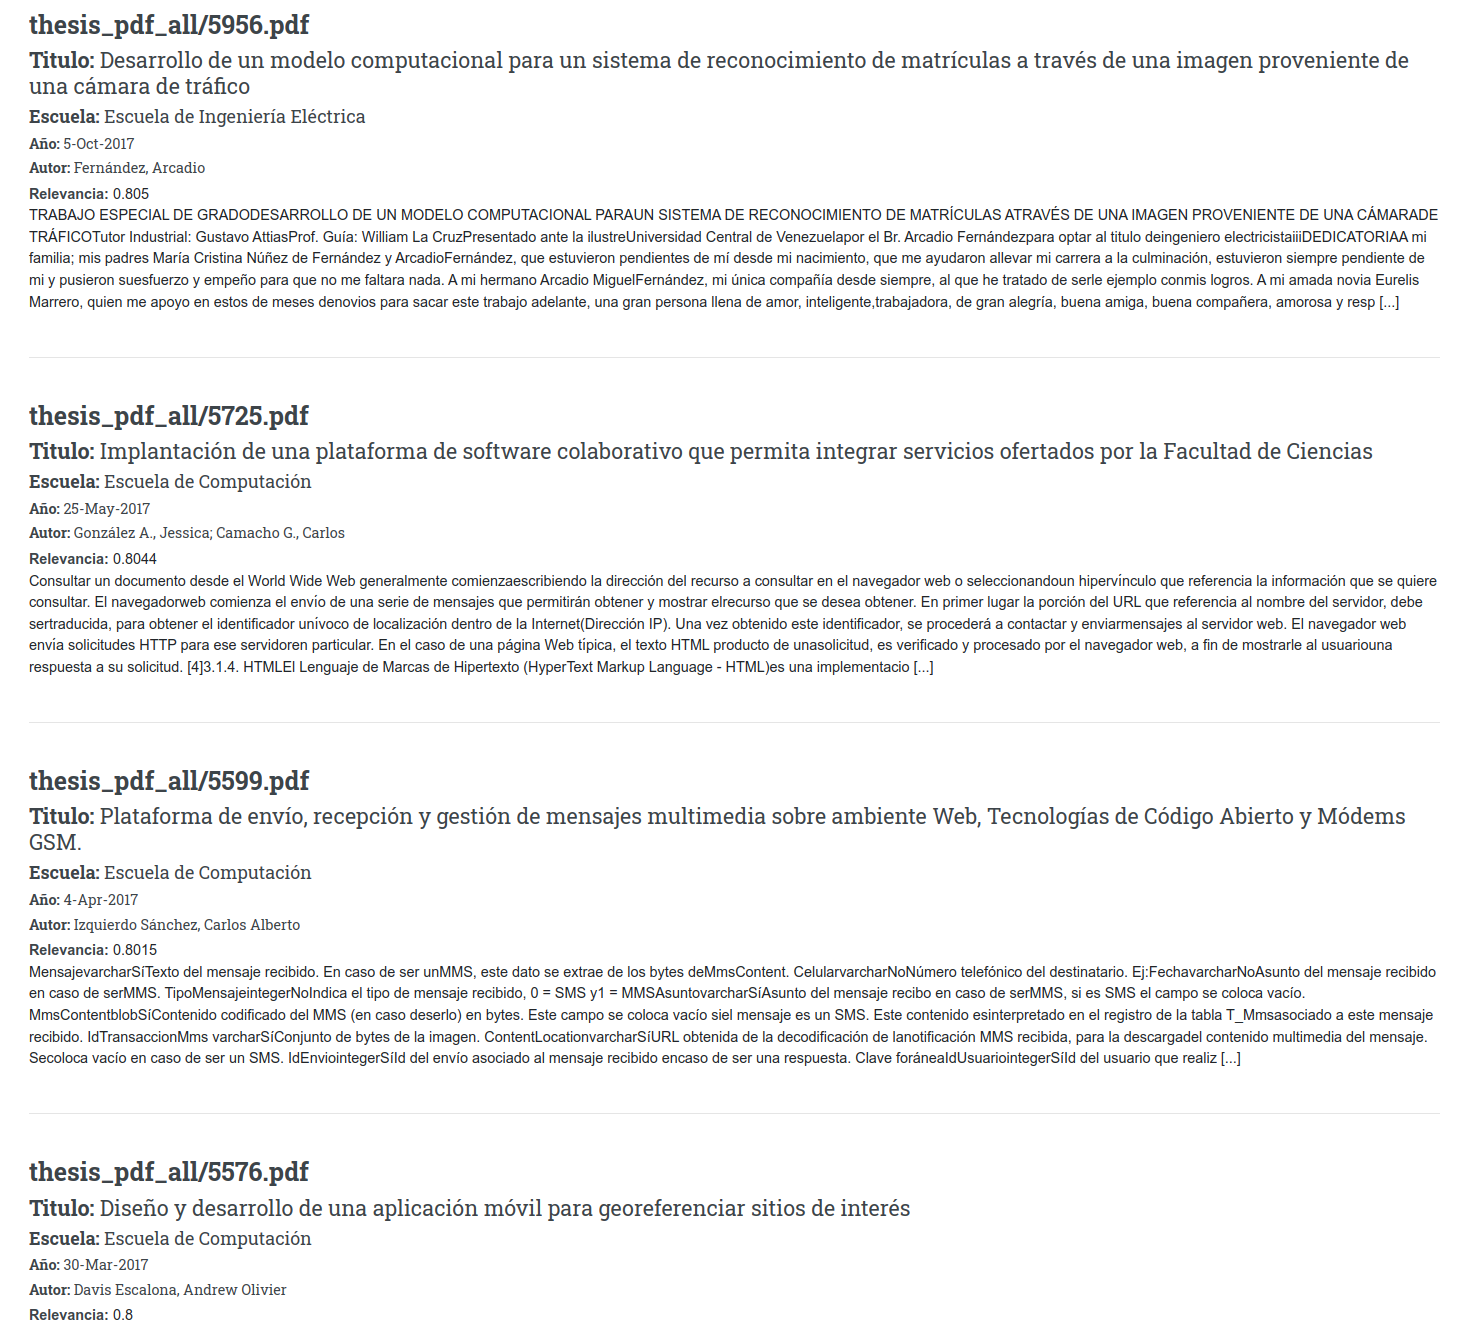 thesis_pdf_all/5956.pdf
Titulo: Desarrollo de un modelo computacional para un sistema de reconocimiento de matrículas a través de una imagen proveniente de
una cámara de tráfico
Escuela: Escuela de Ingeniería Eléctrica
Año: 5-Oct-2017
Autor: Fernández, Arcadio
Relevancia: 0.805
TRABAJO ESPECIAL DE GRADODESARROLLO DE UN MODELO COMPUTACIONAL PARAUN SISTEMA DE RECONOCIMIENTO DE MATRÍCULAS ATRAVÉS DE UNA IMAGEN PROVENIENTE DE UNA CÁMARADE
TRÁFICOTutor Industrial: Gustavo AttiasProf. Guía: William La CruzPresentado ante la ilustreUniversidad Central de Venezuelapor el Br. Arcadio Fernándezpara optar al titulo deingeniero electricistaiiiDEDICATORIAA mi
familia; mis padres María Cristina Núñez de Fernández y ArcadioFernández, que estuvieron pendientes de mí desde mi nacimiento, que me ayudaron allevar mi carrera a la culminación, estuvieron siempre pendiente de
mi y pusieron suesfuerzo y empeño para que no me faltara nada. A mi hermano Arcadio MiguelFernández, mi única compañía desde siempre, al que he tratado de serle ejemplo conmis logros. A mi amada novia Eurelis
Marrero, quien me apoyo en estos de meses denovios para sacar este trabajo adelante, una gran persona llena de amor, inteligente,trabajadora, de gran alegría, buena amiga, buena compañera, amorosa y resp [...]
thesis_pdf_all/5725.pdf
Titulo: Implantación de una plataforma de software colaborativo que permita integrar servicios ofertados por la Facultad de Ciencias
Escuela: Escuela de Computación
Año: 25-May-2017
Autor: González A., Jessica; Camacho G., Carlos
Relevancia: 0.8044
Consultar un documento desde el World Wide Web generalmente comienzaescribiendo la dirección del recurso a consultar en el navegador web o seleccionandoun hipervínculo que referencia la información que se quiere
consultar. El navegadorweb comienza el envío de una serie de mensajes que permitirán obtener y mostrar elrecurso que se desea obtener. En primer lugar la porción del URL que referencia al nombre del servidor, debe
sertraducida, para obtener el identificador unívoco de localización dentro de la Internet(Dirección IP). Una vez obtenido este identificador, se procederá a contactar y enviarmensajes al servidor web. El navegador web
envía solicitudes HTTP para ese servidoren particular. En el caso de una página Web típica, el texto HTML producto de unasolicitud, es verificado y procesado por el navegador web, a fin de mostrarle al usuariouna
respuesta a su solicitud. [4]3.1.4. HTMLEl Lenguaje de Marcas de Hipertexto (HyperText Markup Language - HTML)es una implementacio [...]
thesis_pdf_all/5599.pdf
Titulo: Plataforma de envío, recepción y gestión de mensajes multimedia sobre ambiente Web, Tecnologías de Código Abierto y Módems
GSM.
Escuela: Escuela de Computación
Año: 4-Apr-2017
Autor: Izquierdo Sánchez, Carlos Alberto
Relevancia: 0.8015
MensajevarcharSíTexto del mensaje recibido. En caso de ser unMMS, este dato se extrae de los bytes deMmsContent. CelularvarcharNoNúmero telefónico del destinatario. Ej:FechavarcharNoAsunto del mensaje recibido
en caso de serMMS. TipoMensajeintegerNoIndica el tipo de mensaje recibido, 0 = SMS y1 = MMSAsuntovarcharSíAsunto del mensaje recibo en caso de serMMS, si es SMS el campo se coloca vacío.
MmsContentblobSíContenido codificado del MMS (en caso deserlo) en bytes. Este campo se coloca vacío siel mensaje es un SMS. Este contenido esinterpretado en el registro de la tabla T_Mmsasociado a este mensaje
recibido. IdTransaccionMms varcharSíConjunto de bytes de la imagen. ContentLocationvarcharSíURL obtenida de la decodificación de lanotificación MMS recibida, para la descargadel contenido multimedia del mensaje.
Secoloca vacío en caso de ser un SMS. IdEnviointegerSíId del envío asociado al mensaje recibido encaso de ser una respuesta. Clave foráneaIdUsuariointegerSíId del usuario que realiz [...]
thesis_pdf_all/5576.pdf
Titulo: Diseño y desarrollo de una aplicación móvil para georeferenciar sitios de interés
Escuela: Escuela de Computación
Año: 30-Mar-2017
Autor: Davis Escalona, Andrew Olivier
Relevancia: 0.8